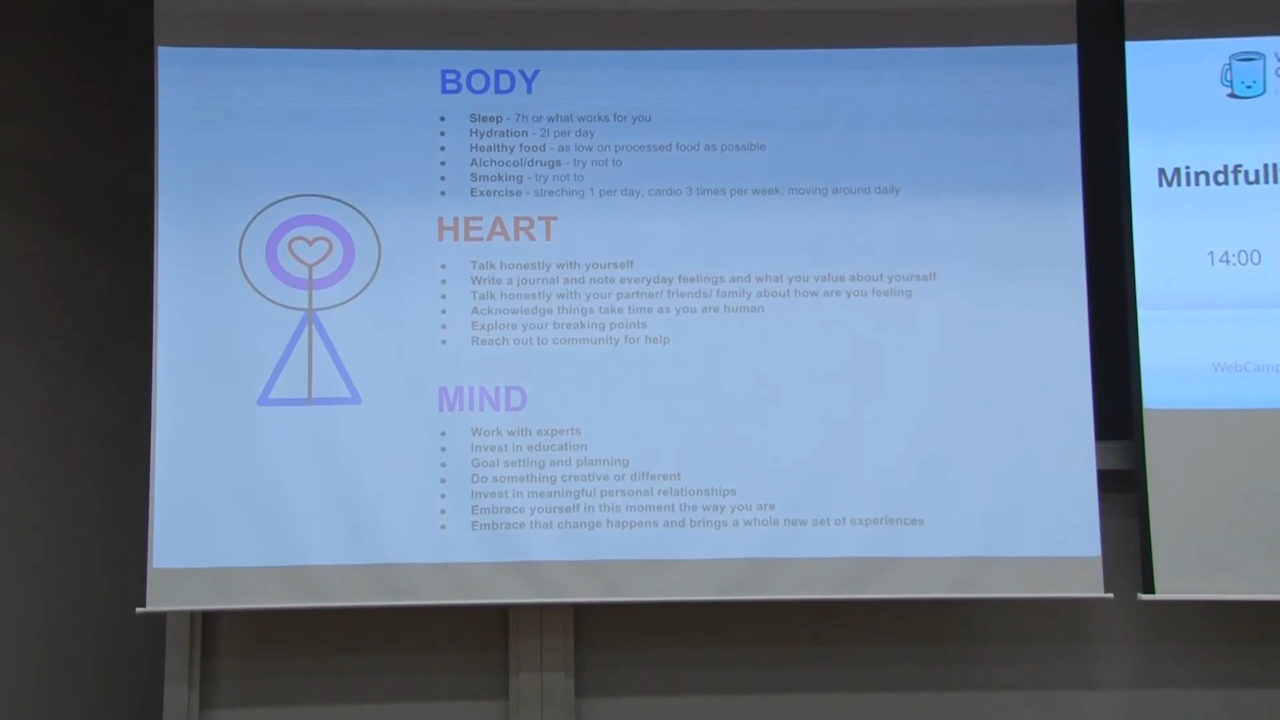 BODY
Sleep - 7h or what works for you
Hydration - 2l per day
Healthy food - as low on processed food as possible
Alchocol/drugs - try not to
Smoking - try not to
Exercise - streching 1 per day, cardio 3 times per week, moving around daily
HEART
Talk honestly with yourself
Write a journal and note everyday feelings and what you value about yourself
Talk honestly with your partner/ friends/ family about how are you feeling
Acknowledge things take time as you are human
Explore your breaking points
Reach out to community for help
MIND
Work with experts
Invest in education
Goal setting and planning
Do something creative or different
Invest in meaningful personal relationships
Embrace yourself in this moment the way you are
Embrace that change happens and brings a whole new set of experiences
Mindfull
14:00
WebCamp